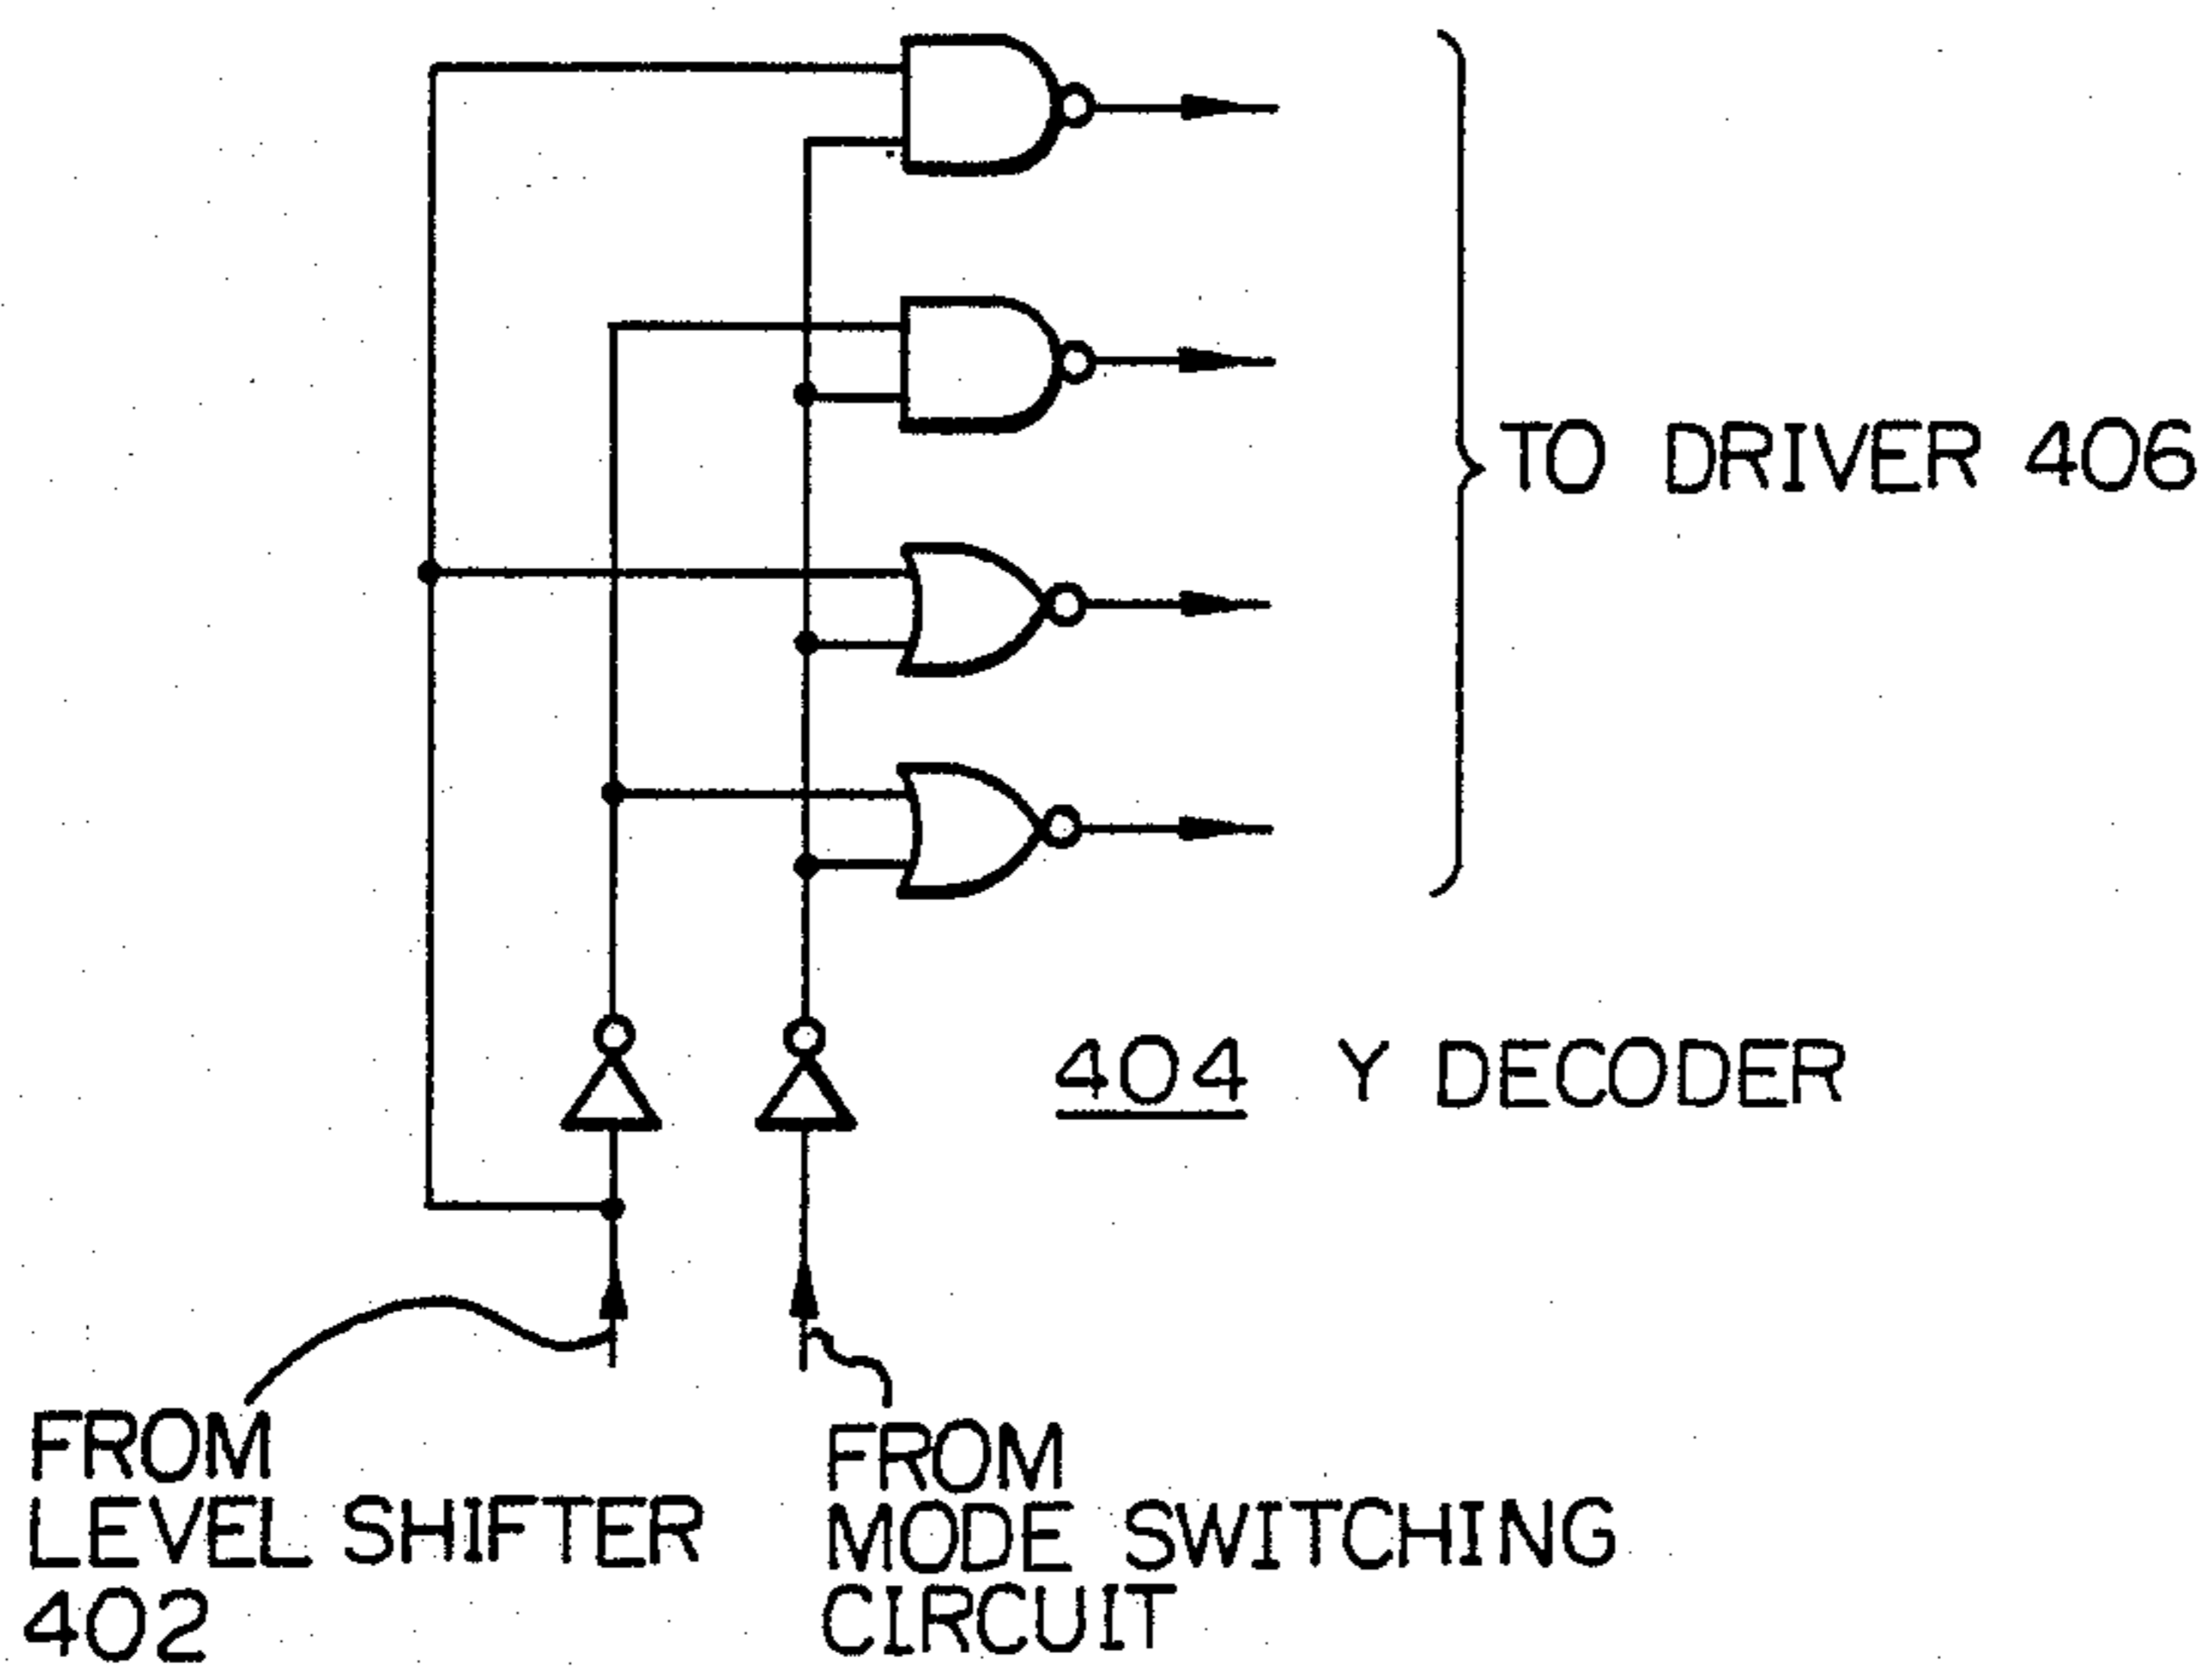 TO DRIVER 406
404 Y DECODER
FROM
LEVEL SHIFTER
402
FROM
MODE SWITCHING
CIRCUIT